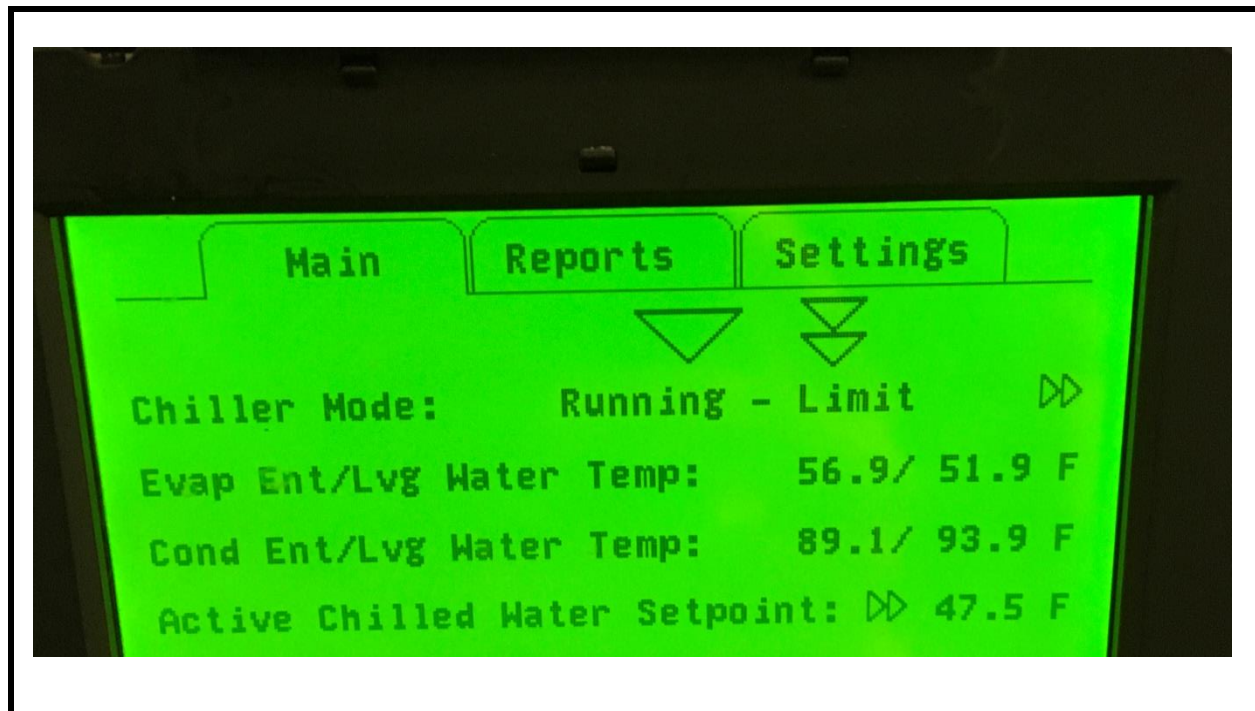 Main Reports Settings
Chiller Mode: Running - Limit
Evap Ent/Lvg Water Temp: 56.9/ 51.9 F
Cond Ent/Lvg Water Temp: 89.1/ 93.9 F
Active Chilled Water Setpoint: 47.5 F